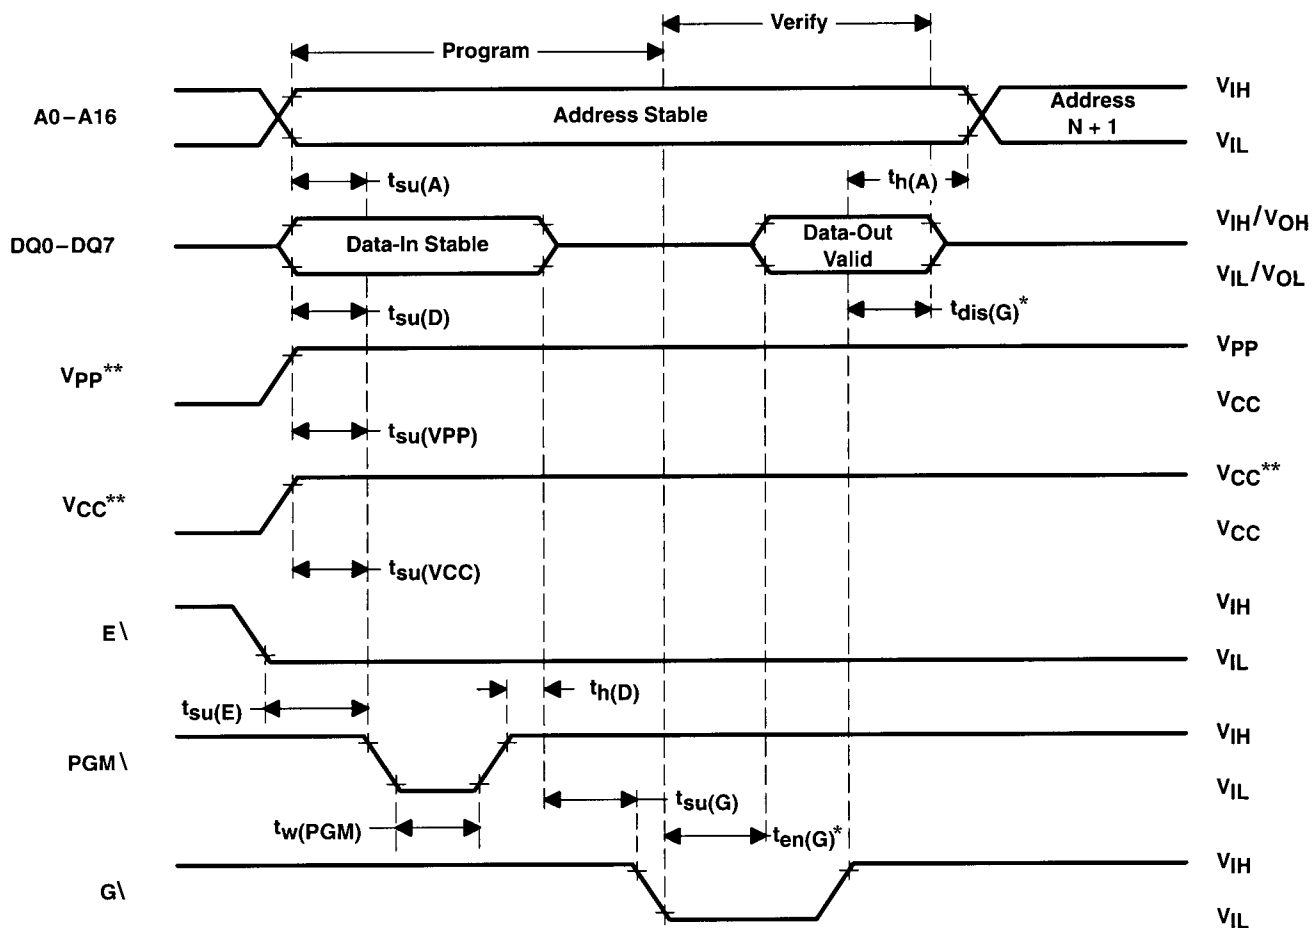 Verify
Program
A0–A16
Address Stable
Address
N + 1
VIH
VIL
tsu(A)
th(A)
DQ0–DQ7
Data-In Stable
Data-Out
Valid
VIH/VOH
VIL/VOL
tsu(D)
tdis(G)*
VPP**
VPP
VCC
tsu(VPP)
VCC**
VCC**
VCC
tsu(VCC)
E\
VIH
VIL
th(D)
tsu(E)
PGM\
VIH
VIL
tsu(G)
tw(PGM)
ten(G)*
G\
VIH
VIL